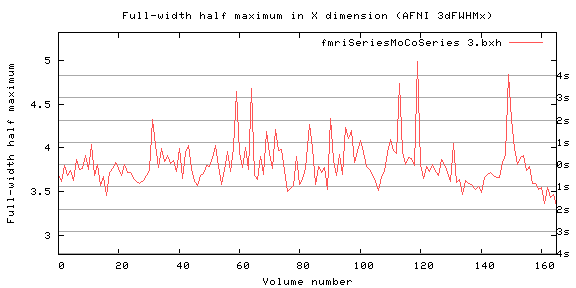 Full-width half maximum in X dimension (AFNI 3dFWHMx)
fmriSeriesMoCoSeries 3.bxh
Full-width half maximum
5
4.5
4
3.5
3
4s
3s
2s
1s
0s
1s
2s
3s
4s
0 20 40 60 80 100 120 140 160
Volume number